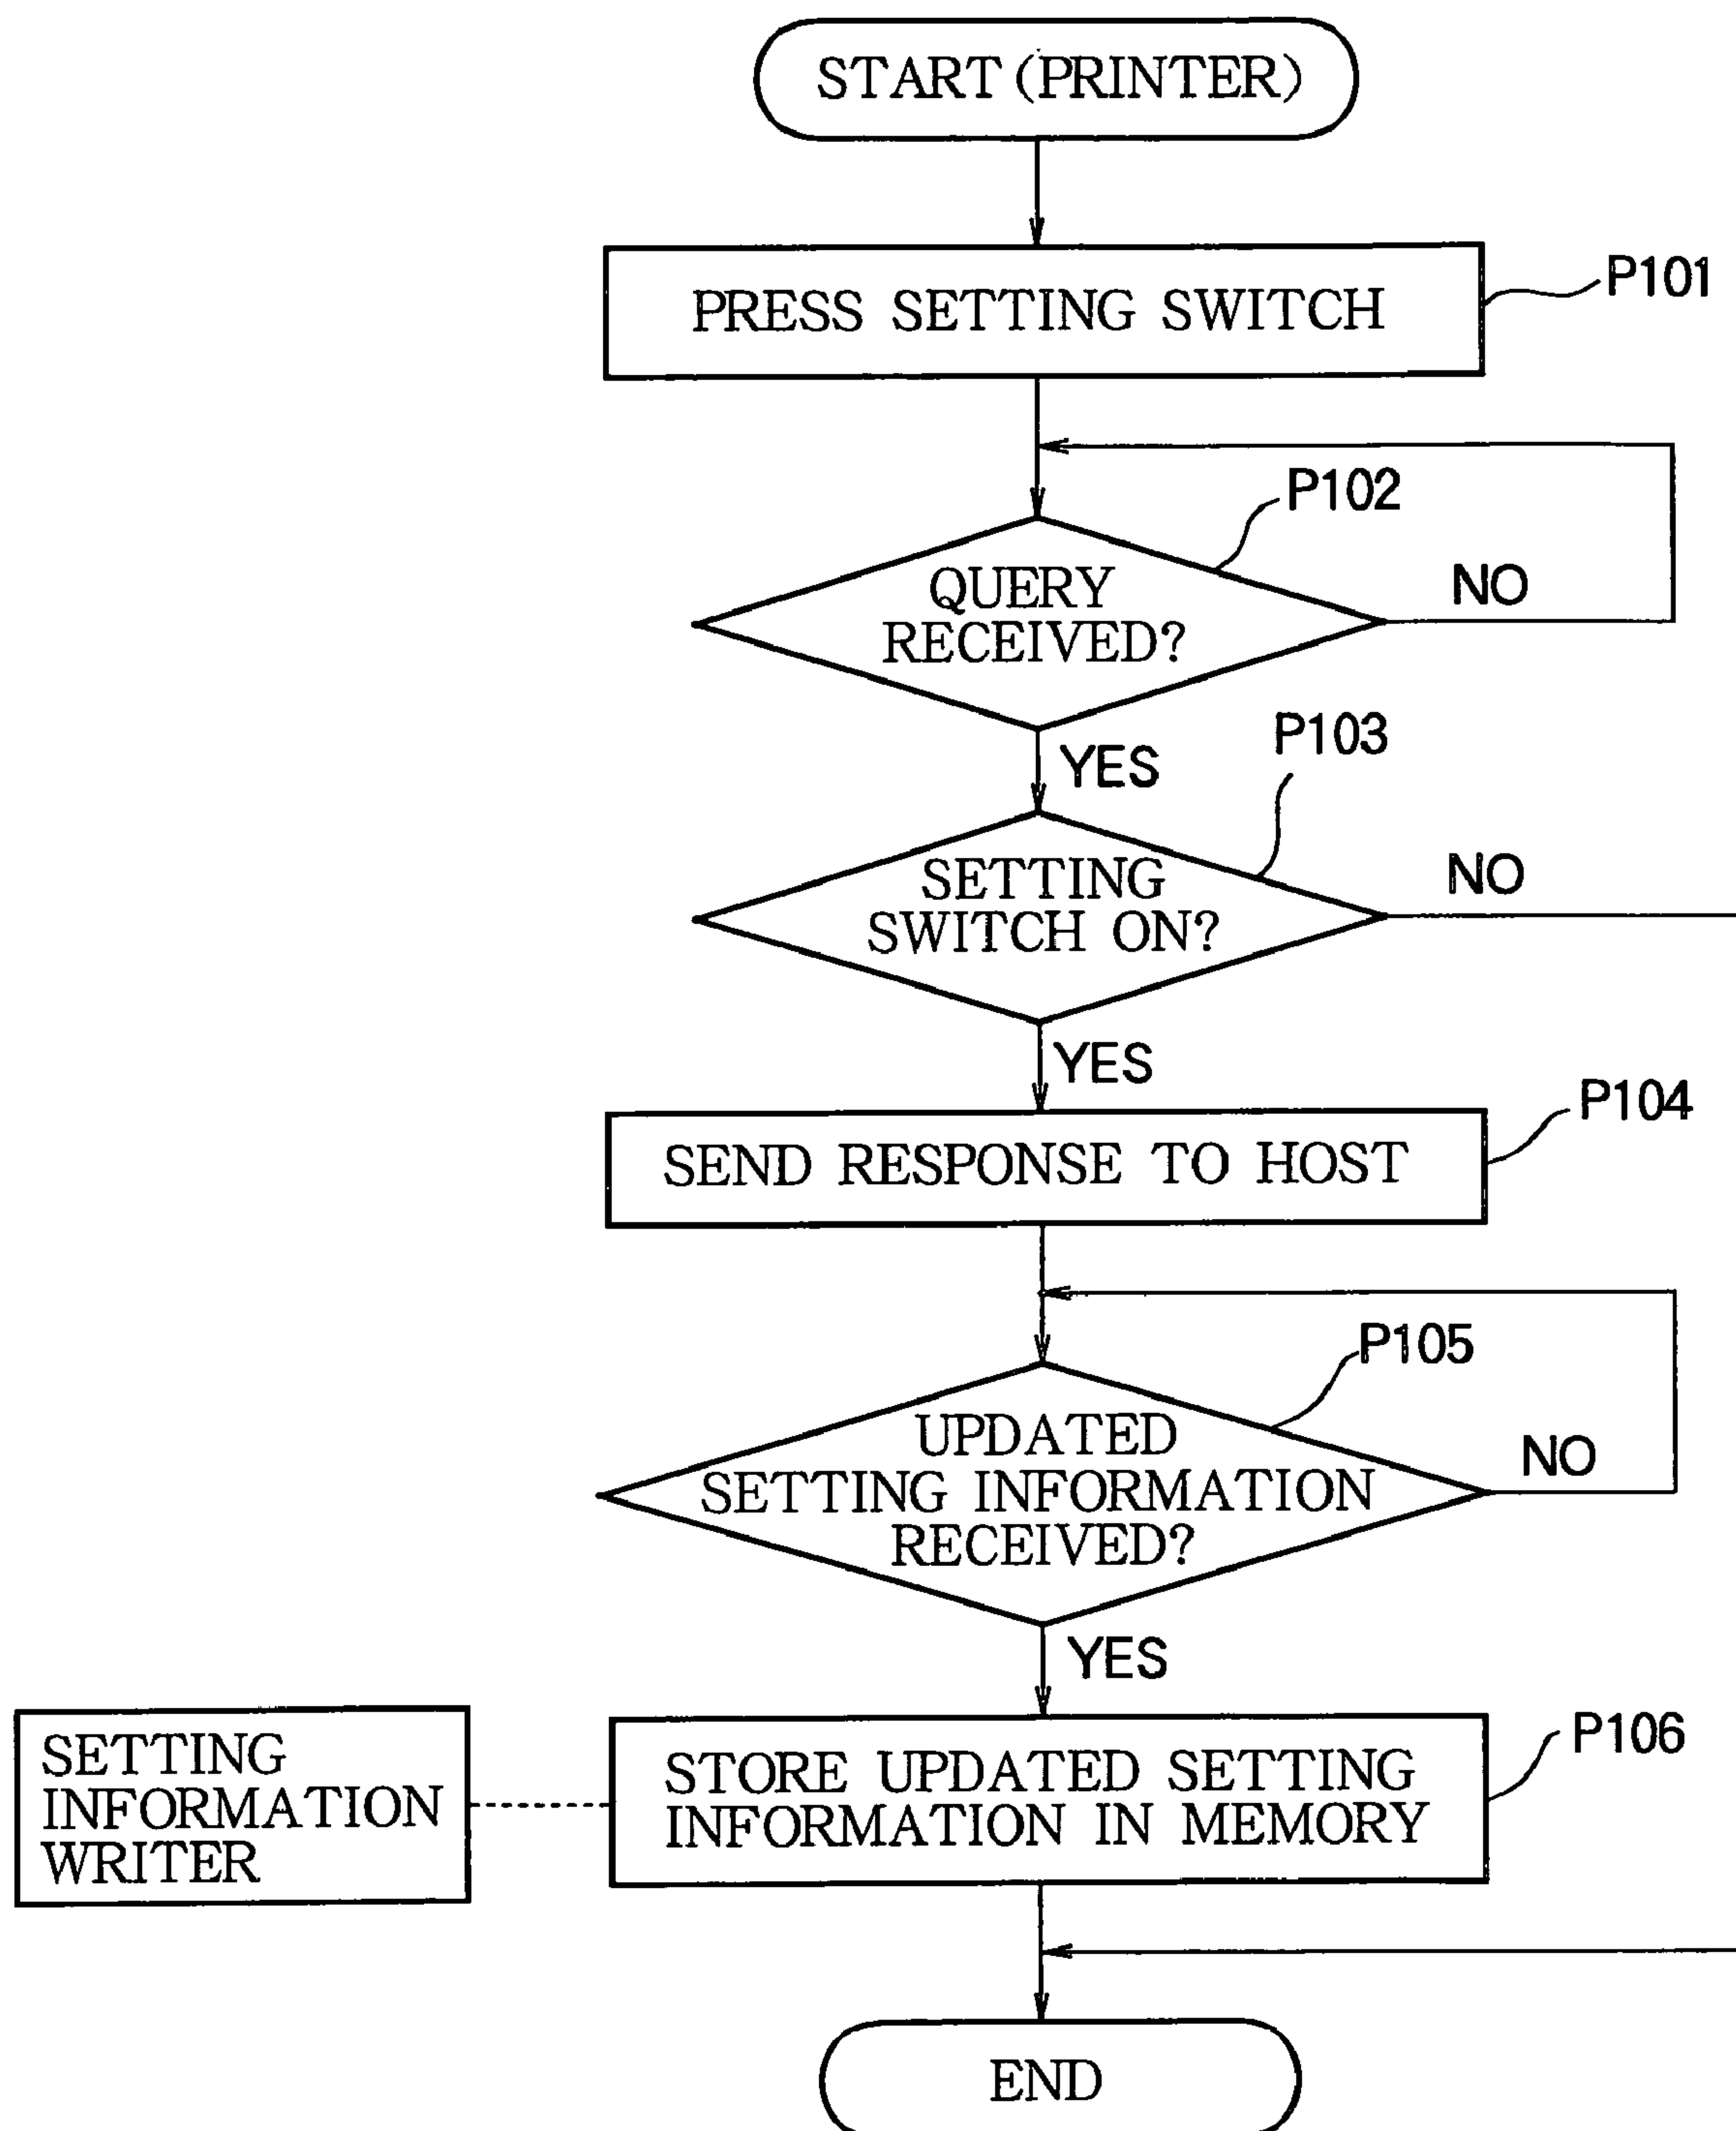 START (PRINTER)
PRESS SETTING SWITCH
P101
P102
QUERY
RECEIVED?
NO
YES
P103
SETTING
SWITCH ON?
NO
YES
P104
SEND RESPONSE TO HOST
P105
UPDATED
SETTING INFORMATION
RECEIVED?
NO
YES
P106
SETTING
INFORMATION
WRITER
STORE UPDATED SETTING
INFORMATION IN MEMORY
END